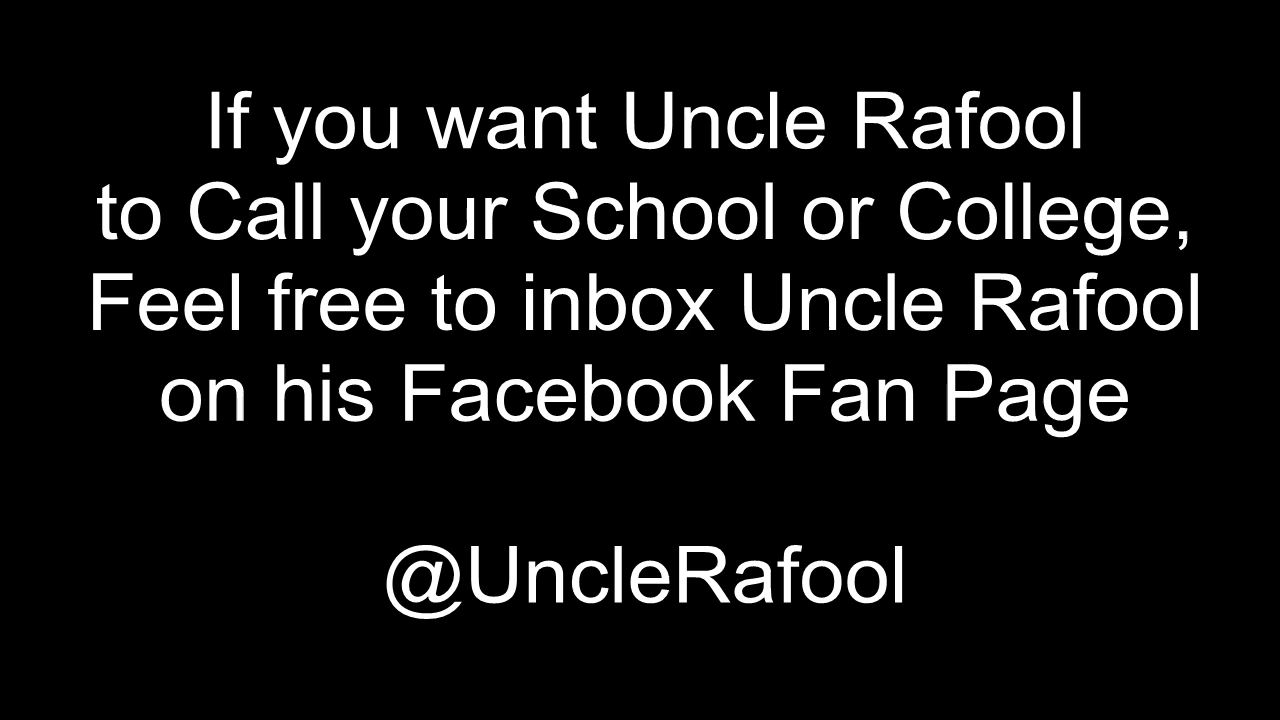 If you want Uncle Rafool
to Call your School or College,
Feel free to inbox Uncle Rafool
on his Facebook Fan Page
@UncleRafool